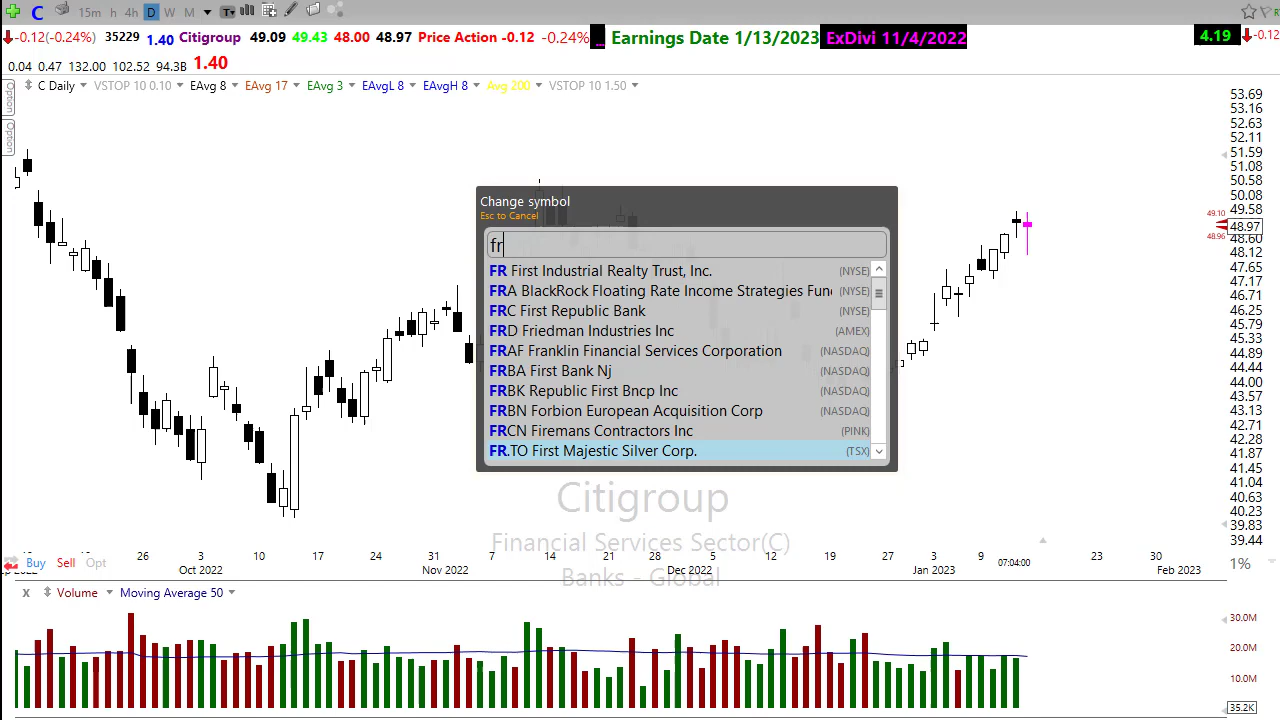 C 15m h 4h D W M T
-0.12(-0.24%) 35229 1.40 Citigroup 49.09 49.43 48.00 48.97 Price Action -0.12 -0.24% Earnings Date 1/13/2023 ExDivi 11/4/2022 4.19 -0.12
0.04 0.47 132.00 102.52 94.3B 1.40
C Daily VSTOP 10 0.10 EAvg 8 EAvg 17 EAvg 3 EAvgL 8 EAvgH 8 Avg 200 VSTOP 10 1.50
Option
Option
53.69
53.16
52.63
52.11
51.59
51.08
50.58
50.08
49.58
49.10
48.97
48.96
48.60
48.12
47.65
47.17
46.71
46.25
45.79
45.33
44.89
44.44
44.00
43.57
43.13
42.71
42.28
41.87
41.45
41.04
40.63
40.23
39.83
39.44
Change symbol
Esc to Cancel
fr
FR First Industrial Realty Trust, Inc. (NYSE)
FRA BlackRock Floating Rate Income Strategies Fun (NYSE)
FRC First Republic Bank (NYSE)
FRD Friedman Industries Inc (AMEX)
FRAF Franklin Financial Services Corporation (NASDAQ)
FRBA First Bank Nj (NASDAQ)
FRBK Republic First Bncp Inc (NASDAQ)
FRBN Forbion European Acquisition Corp (NASDAQ)
FRCN Firemans Contractors Inc (PINK)
FR.TO First Majestic Silver Corp. (TSX)
Citigroup
Financial Services Sector(C)
Banks - Global
26 3 10 17 24 31 7 14 21 28 5 12 19 27 3 9 23 30
Buy Sell Opt 07:04:00 1%
2022 Oct 2022 Nov 2022 Dec 2022 Jan 2023 Feb 2023
x Volume Moving Average 50
30.0M
20.0M
10.0M
35.2K